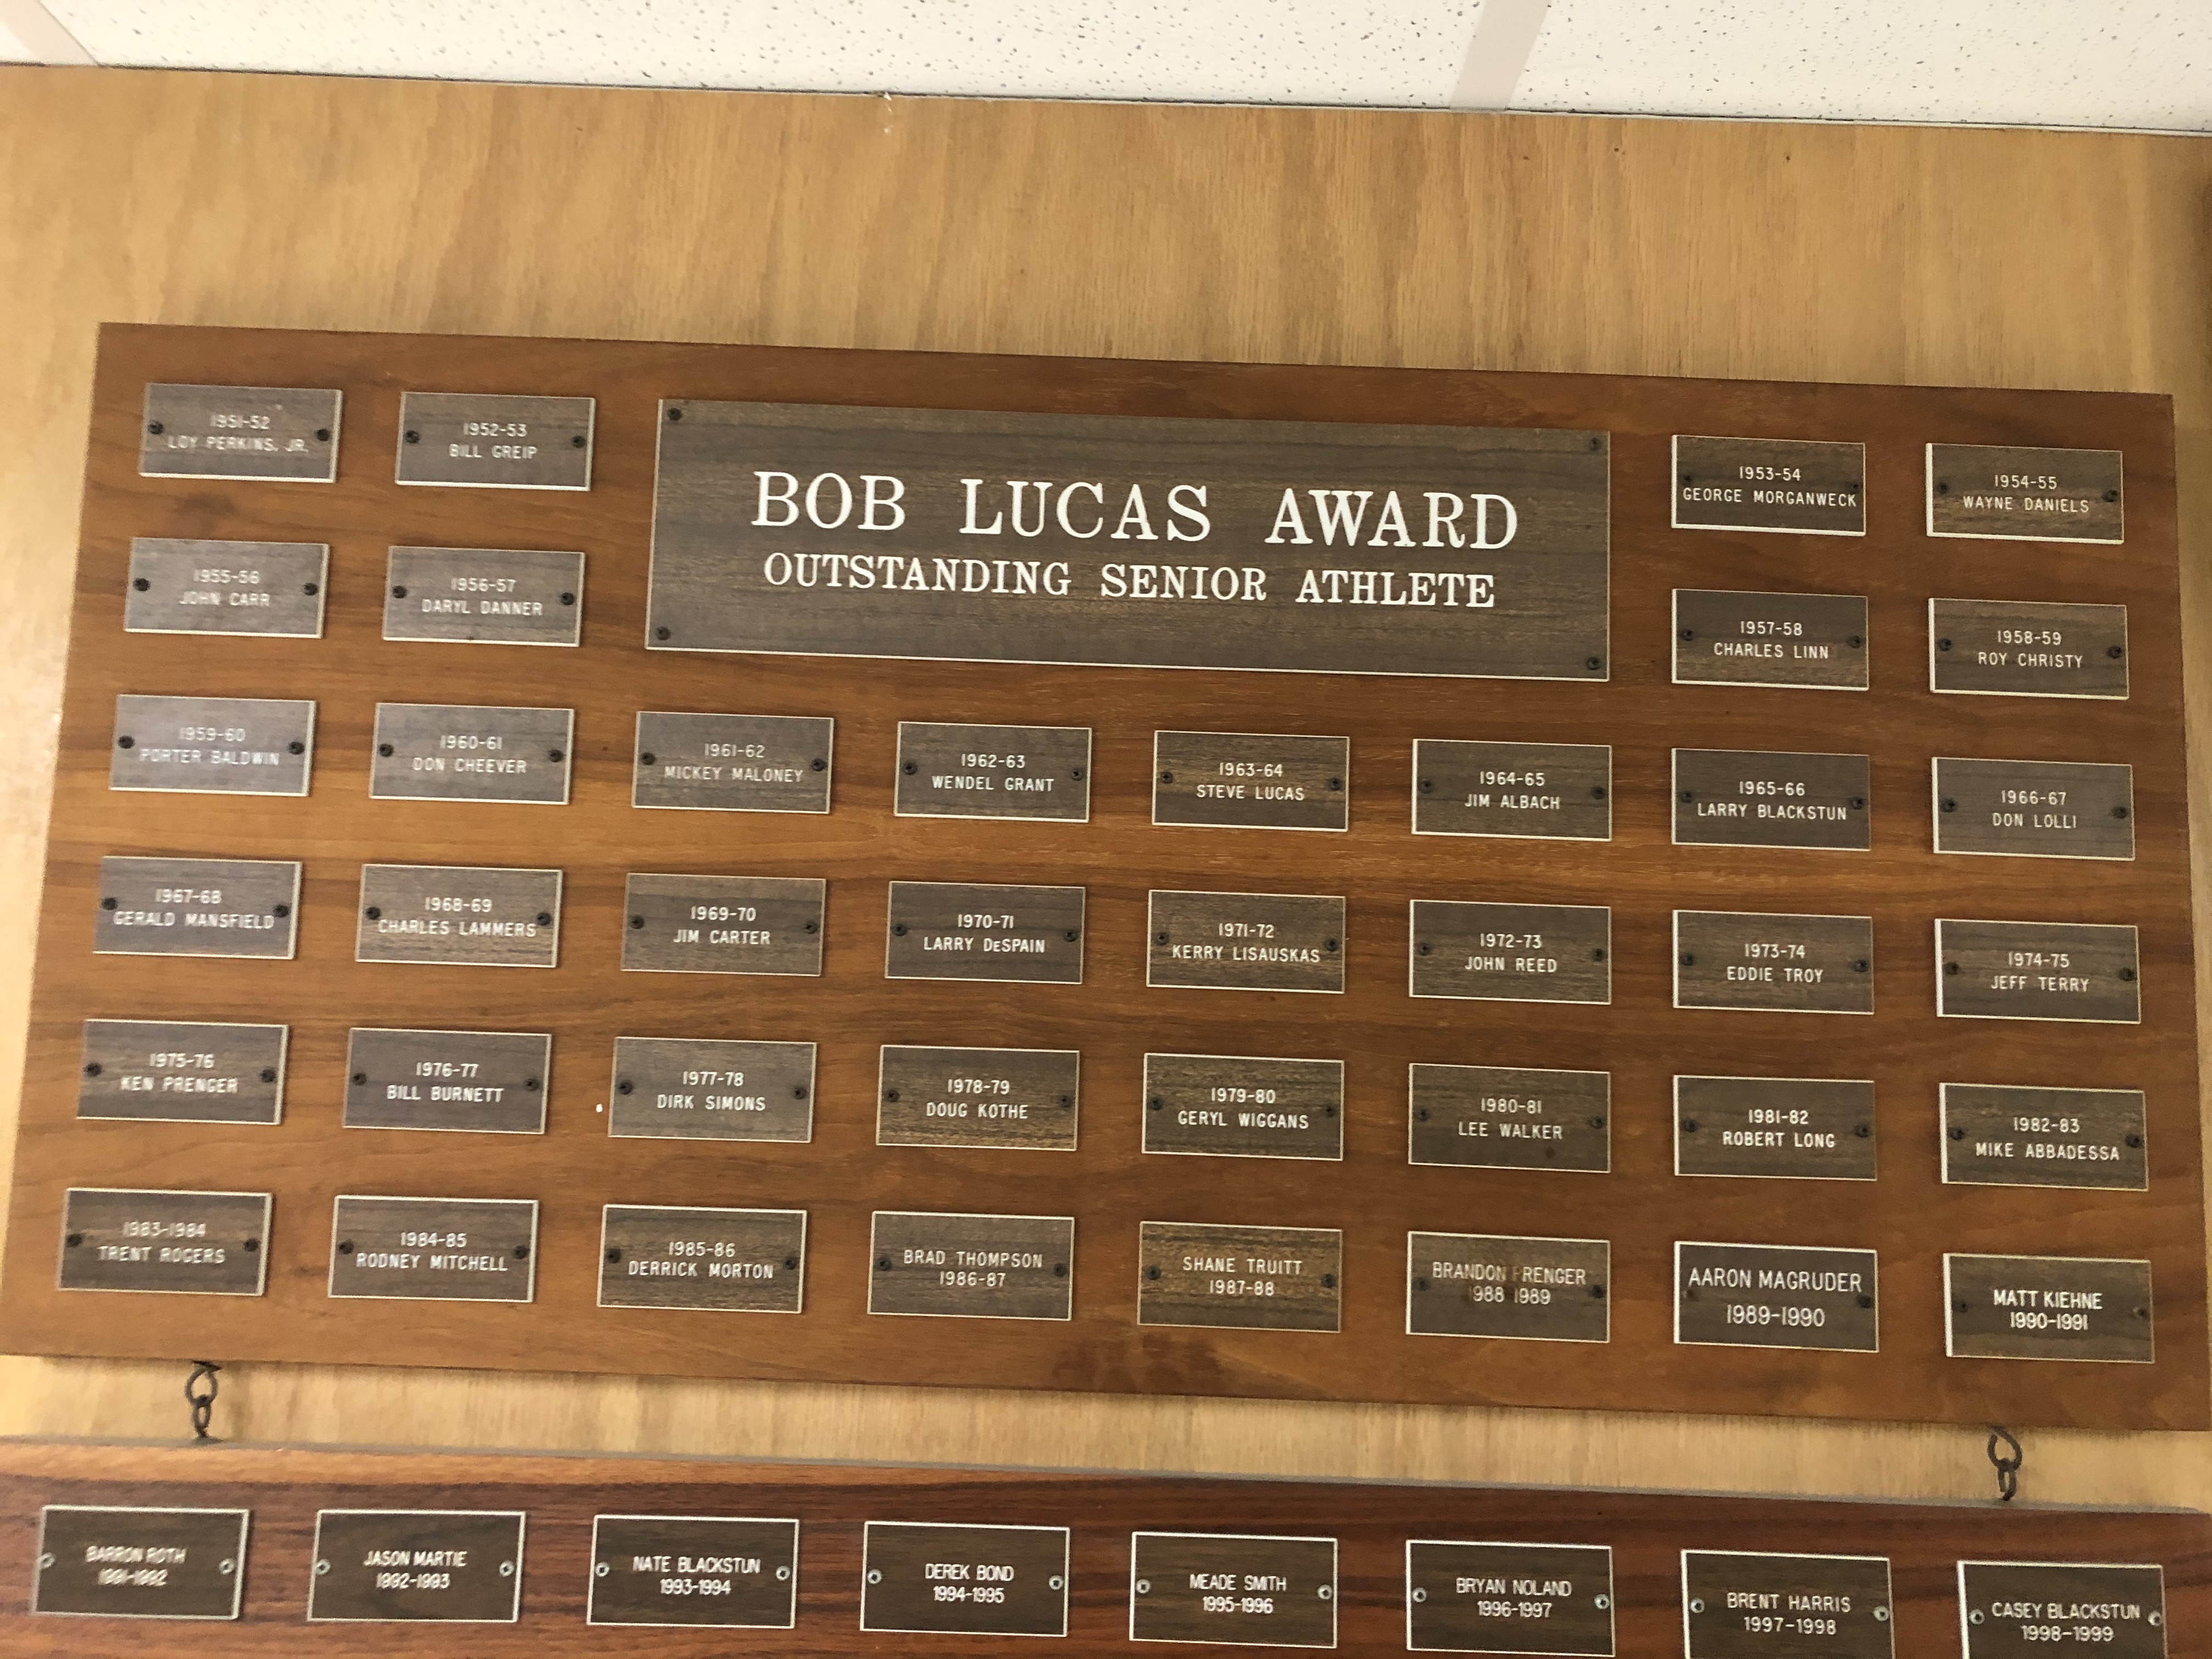 1951-52
LOY PERKINS, JR.
1952-53
BILL GREIP
BOB LUCAS AWARD
OUTSTANDING SENIOR ATHLETE
1953-54
GEORGE MORGANWECK
1954-55
WAYNE DANIELS
1955-56
JOHN CARR
1956-57
DARYL DANNER
1957-58
CHARLES LINN
1958-59
ROY CHRISTY
1959-60
PORTER BALDWIN
1960-61
DON CHEEVER
1961-62
MICKEY MALONEY
1962-63
WENDEL GRANT
1963-64
STEVE LUCAS
1964-65
JIM ALBACH
1965-66
LARRY BLACKSTUN
1966-67
DON LOLLI
1967-68
GERALD MANSFIELD
1968-69
CHARLES LAMMERS
1969-70
JIM CARTER
1970-71
LARRY DeSPAIN
1971-72
KERRY LISAUSKAS
1972-73
JOHN REED
1973-74
EDDIE TROY
1974-75
JEFF TERRY
1975-76
KEN PRENGER
1976-77
BILL BURNETT
1977-78
DIRK SIMONS
1978-79
DOUG KOTHE
1979-80
GERYL WIGGANS
1980-81
LEE WALKER
1981-82
ROBERT LONG
1982-83
MIKE ABBADESSA
1983-1984
TRENT ROGERS
1984-85
RODNEY MITCHELL
1985-86
DERRICK MORTON
BRAD THOMPSON
1986-87
SHANE TRUITT
1987-88
BRANDON PRENGER
1988 1989
AARON MAGRUDER
1989-1990
MATT KIEHNE
1990-1991
BARRON ROTH
1991-1992
JASON MARTIE
1992-1993
NATE BLACKSTUN
1993-1994
DEREK BOND
1994-1995
MEADE SMITH
1995-1996
BRYAN NOLAND
1996-1997
BRENT HARRIS
1997-1998
CASEY BLACKSTUN
1998-1999